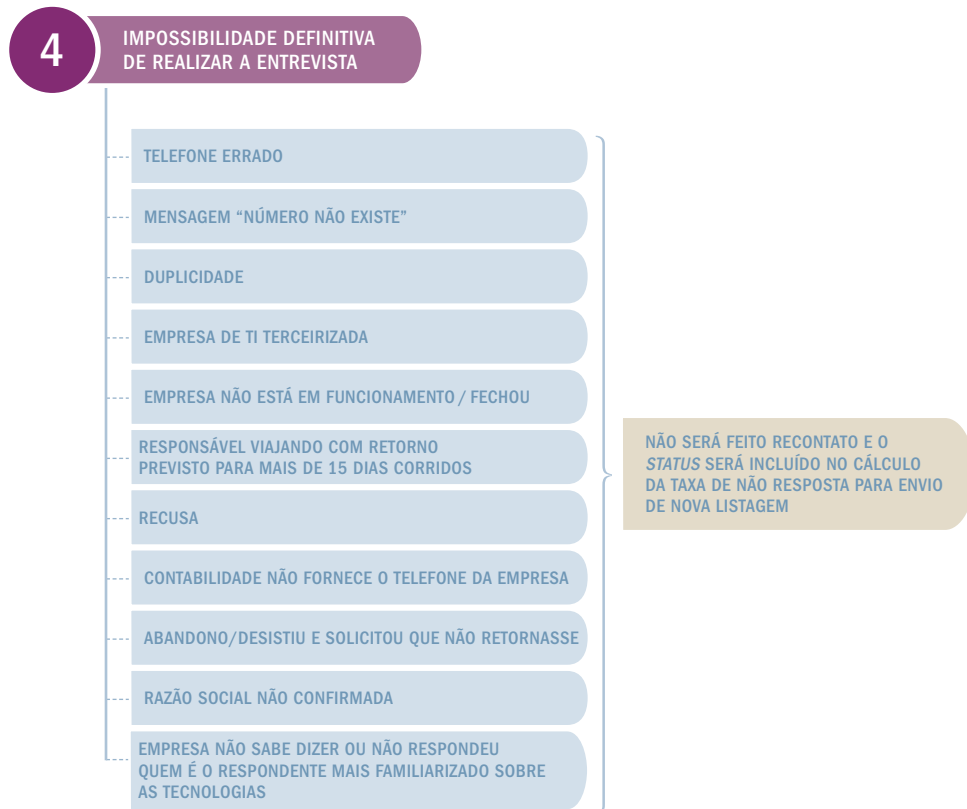 4
IMPOSSIBILIDADE DEFINITIVA
DE REALIZAR A ENTREVISTA
TELEFONE ERRADO
MENSAGEM “NÚMERO NÃO EXISTE”
DUPLICIDADE
EMPRESA DE TI TERCEIRIZADA
EMPRESA NÃO ESTÁ EM FUNCIONAMENTO / FECHOU
RESPONSÁVEL VIAJANDO COM RETORNO
PREVISTO PARA MAIS DE 15 DIAS CORRIDOS
RECUSA
CONTABILIDADE NÃO FORNECE O TELEFONE DA EMPRESA
ABANDONO/DESISTIU E SOLICITOU QUE NÃO RETORNASSE
RAZÃO SOCIAL NÃO CONFIRMADA
EMPRESA NÃO SABE DIZER OU NÃO RESPONDEU
QUEM É O RESPONDENTE MAIS FAMILIARIZADO SOBRE
AS TECNOLOGIAS
NÃO SERÁ FEITO RECONTATO E O
STATUS SERÁ INCLUÍDO NO CÁLCULO
DA TAXA DE NÃO RESPOSTA PARA ENVIO
DE NOVA LISTAGEM